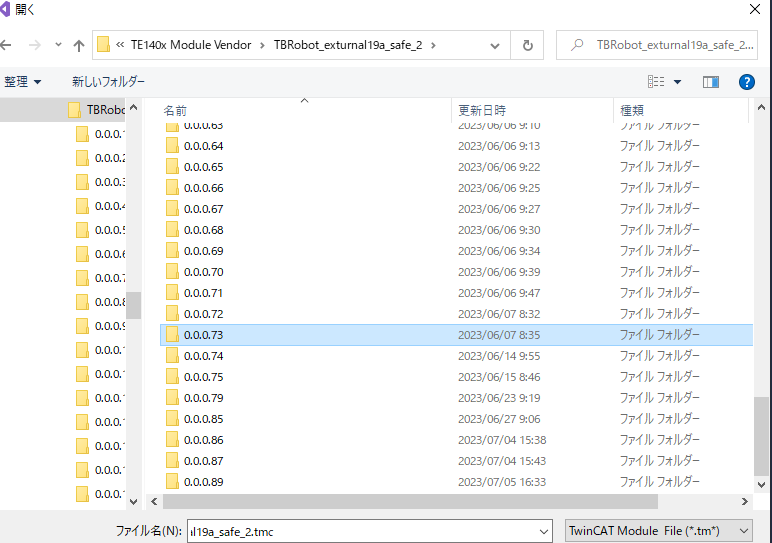 開く
« TE140x Module Vendor › TBRobot_exturnal19a_safe_2 ›
TBRobot_exturnal19a_safe_2...
整理 新しいフォルダー
TBRobo
名前 更新日時 種類
0.0.0.63 2023/06/06 9:10 ファイル フォルダー
0.0.0.1
0.0.0.64 2023/06/06 9:13 ファイル フォルダー
0.0.0.2
0.0.0.65 2023/06/06 9:22 ファイル フォルダー
0.0.0.3
0.0.0.66 2023/06/06 9:25 ファイル フォルダー
0.0.0.4
0.0.0.67 2023/06/06 9:27 ファイル フォルダー
0.0.0.5
0.0.0.68 2023/06/06 9:30 ファイル フォルダー
0.0.0.6
0.0.0.69 2023/06/06 9:34 ファイル フォルダー
0.0.0.7
0.0.0.70 2023/06/06 9:39 ファイル フォルダー
0.0.0.8
0.0.0.71 2023/06/06 9:47 ファイル フォルダー
0.0.0.9
0.0.0.72 2023/06/07 8:32 ファイル フォルダー
0.0.0.1
0.0.0.73 2023/06/07 8:35 ファイル フォルダー
0.0.0.1
0.0.0.74 2023/06/14 9:55 ファイル フォルダー
0.0.0.1
0.0.0.75 2023/06/15 8:46 ファイル フォルダー
0.0.0.1
0.0.0.79 2023/06/23 9:19 ファイル フォルダー
0.0.0.1
0.0.0.85 2023/06/27 9:06 ファイル フォルダー
0.0.0.1
0.0.0.86 2023/07/04 15:38 ファイル フォルダー
0.0.0.1
0.0.0.87 2023/07/04 15:43 ファイル フォルダー
0.0.0.89 2023/07/05 16:33 ファイル フォルダー
ファイル名(N): al19a_safe_2.tmc TwinCAT Module File (*.tm*)